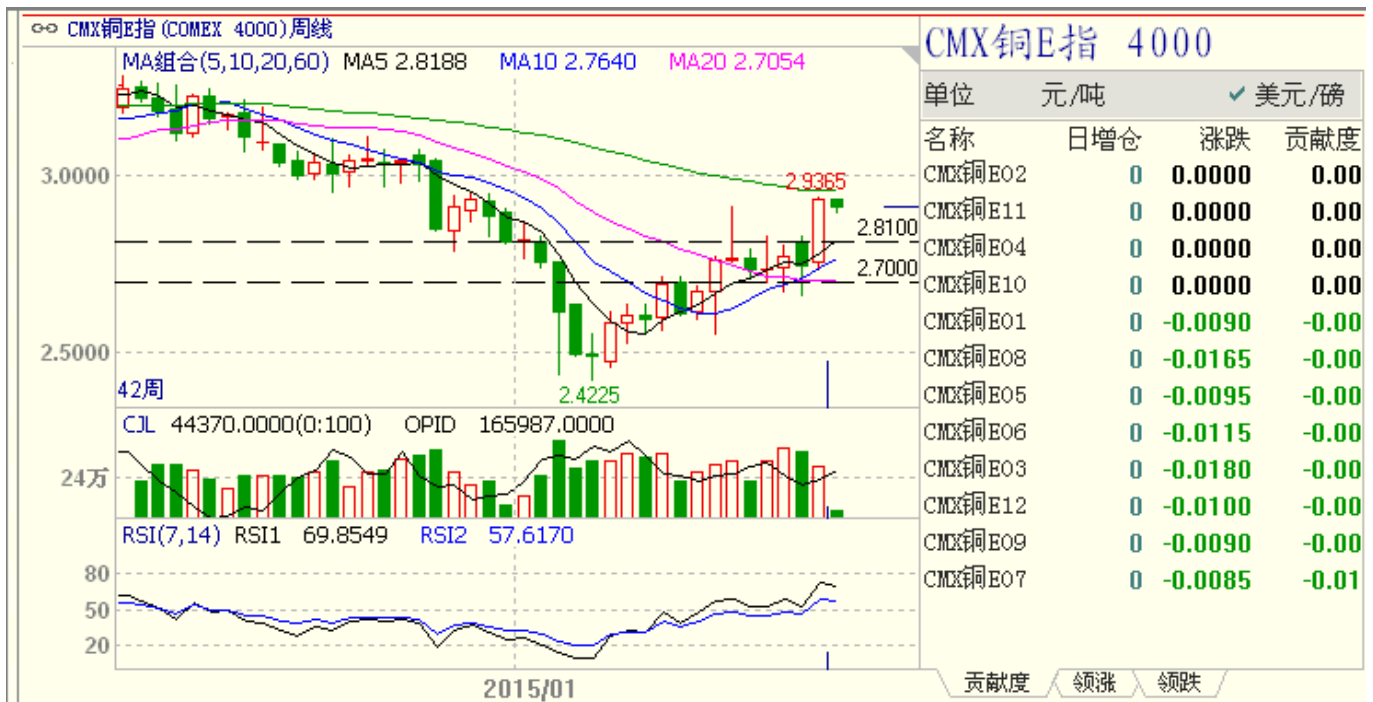 CMX铜E指(COMEX 4000)周线
MA组合(5,10,20,60) MA5 2.8188 MA10 2.7640 MA20 2.7054
3.0000
2.9365
2.8100
2.7000
2.5000
42周
2.4225
CJL 44370.0000(0:100) OPID 165987.0000
24万
RSI(7,14) RSI1 69.8549 RSI2 57.6170
80
50
20
2015/01
CMX铜E指 4000
单位 元/吨 ✓ 美元/磅
名称 日增仓 涨跌 贡献度
CMX铜E02 0 0.0000 0.00
CMX铜E11 0 0.0000 0.00
CMX铜E04 0 0.0000 0.00
CMX铜E10 0 0.0000 0.00
CMX铜E01 0 -0.0090 -0.00
CMX铜E08 0 -0.0165 -0.00
CMX铜E05 0 -0.0095 -0.00
CMX铜E06 0 -0.0115 -0.00
CMX铜E03 0 -0.0180 -0.00
CMX铜E12 0 -0.0100 -0.00
CMX铜E09 0 -0.0090 -0.00
CMX铜E07 0 -0.0085 -0.01
贡献度 领涨 领跌